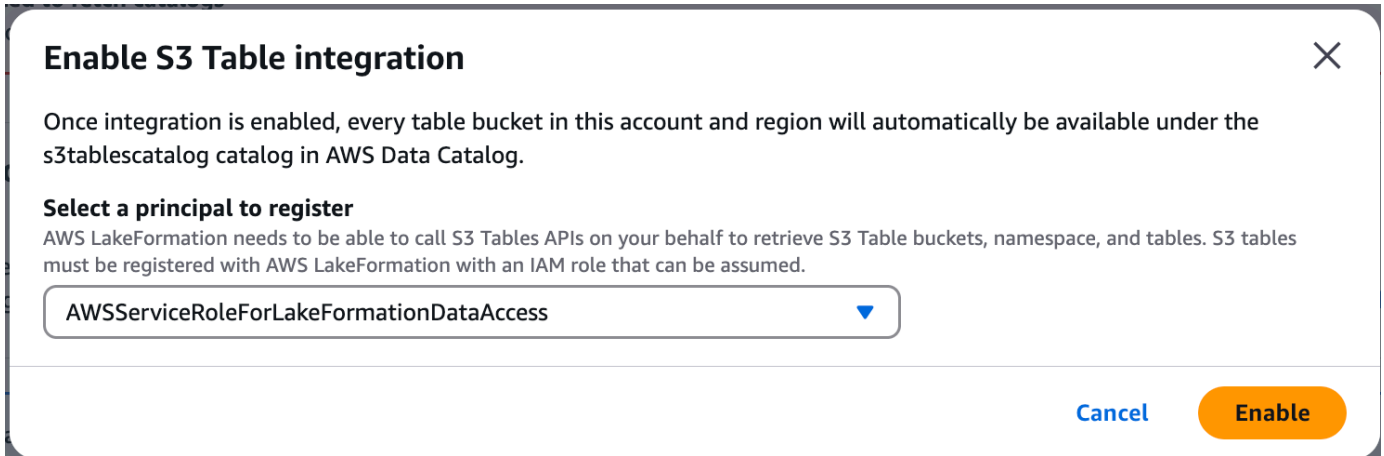 Enable S3 Table integration
Once integration is enabled, every table bucket in this account and region will automatically be available under the
s3tablescatalog catalog in AWS Data Catalog.
Select a principal to register
AWS LakeFormation needs to be able to call S3 Tables APIs on your behalf to retrieve S3 Table buckets, namespace, and tables. S3 tables
must be registered with AWS LakeFormation with an IAM role that can be assumed.
AWSServiceRoleForLakeFormationDataAccess
Cancel
Enable